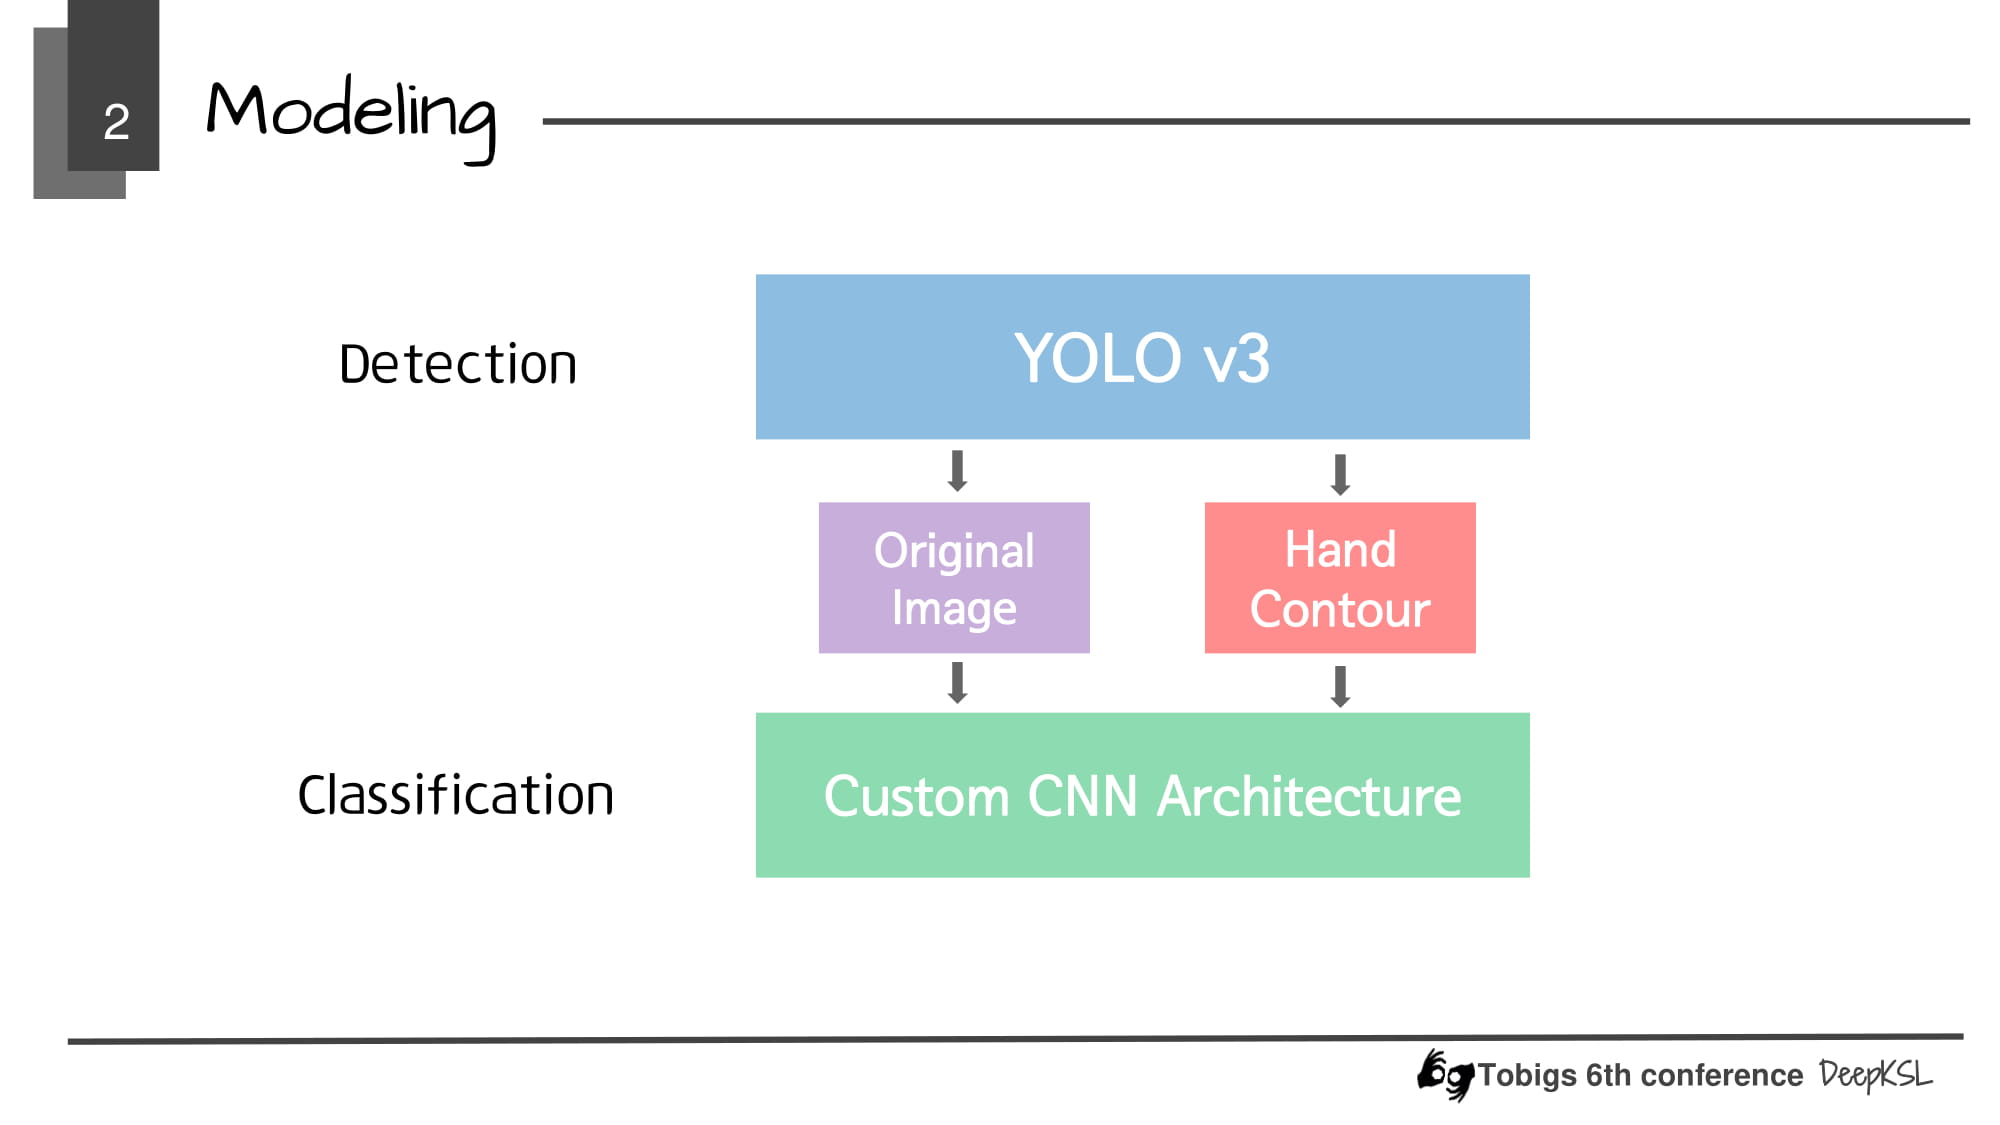 2
Modeling
Detection
YOLO v3
Original
Image
Hand
Contour
Classification
Custom CNN Architecture
Tobigs 6th conference DeepKSL